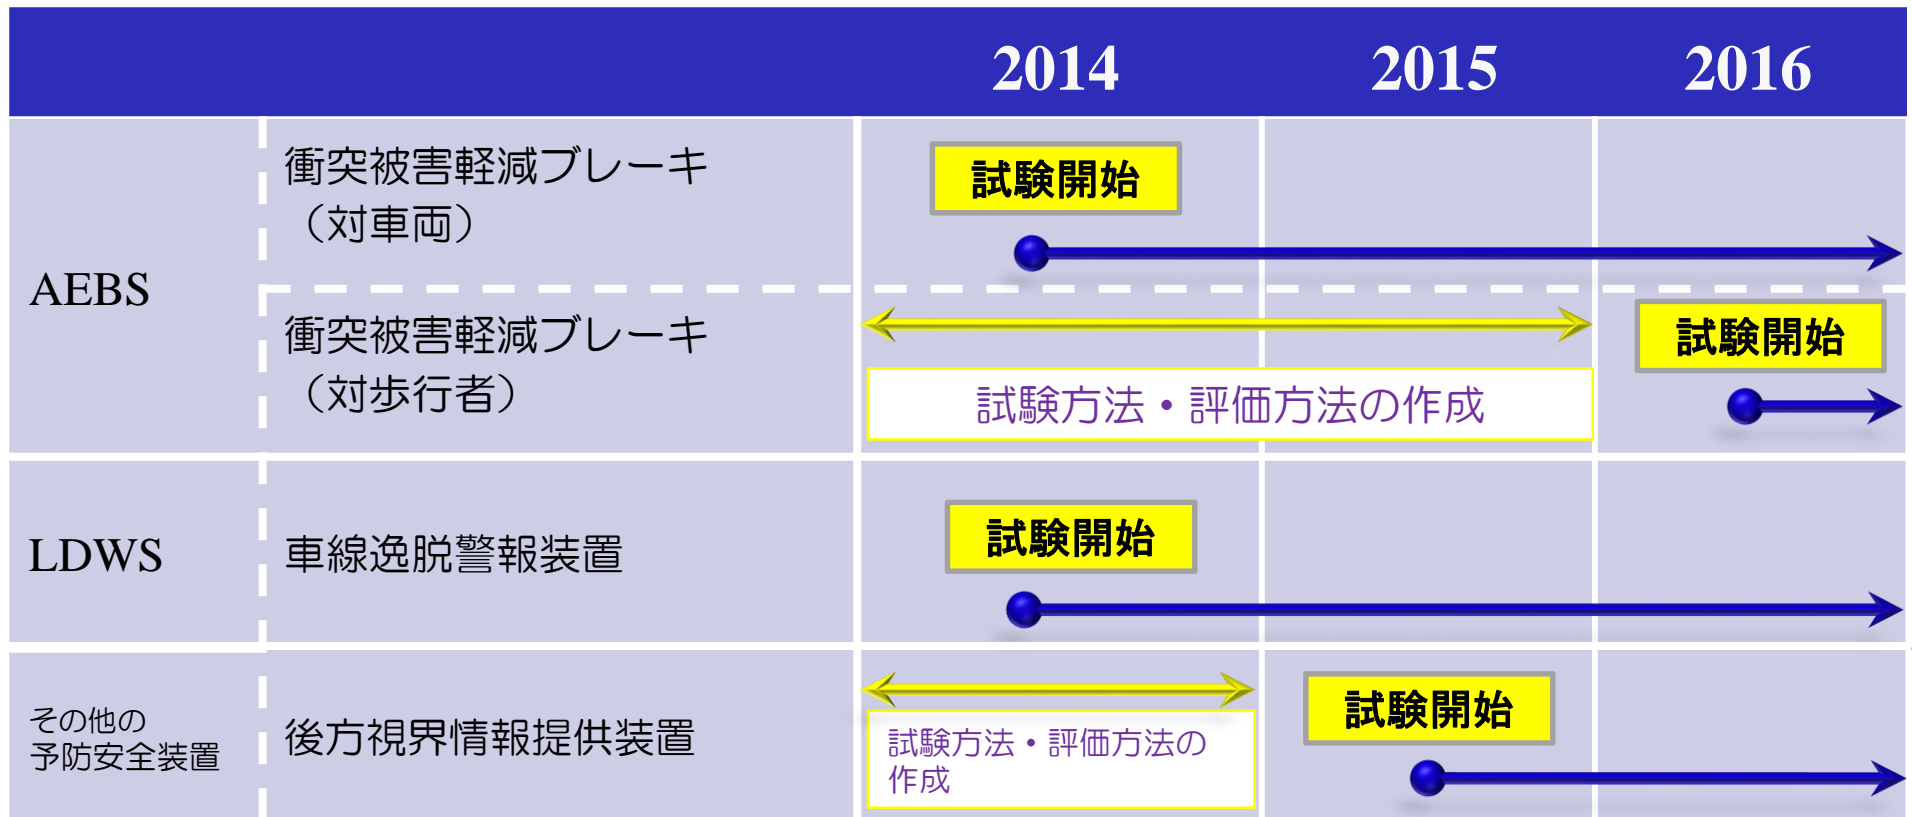 2014 2015 2016
AEBS
衝突被害軽減ブレーキ
（対車両）
試験開始
衝突被害軽減ブレーキ
（対歩行者）
試験方法・評価方法の作成
試験開始
LDWS
車線逸脱警報装置
試験開始
その他の
予防安全装置
後方視界情報提供装置
試験方法・評価方法の
作成
試験開始